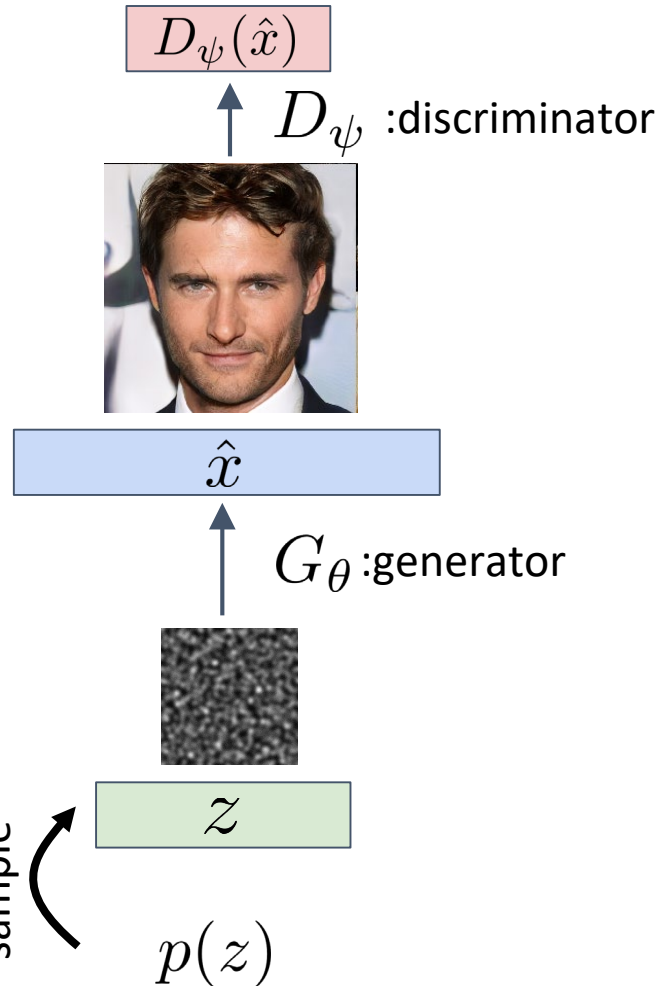 D_ψ(x̂)
D_ψ :discriminator
x̂
G_θ :generator
z
sample
p(z)